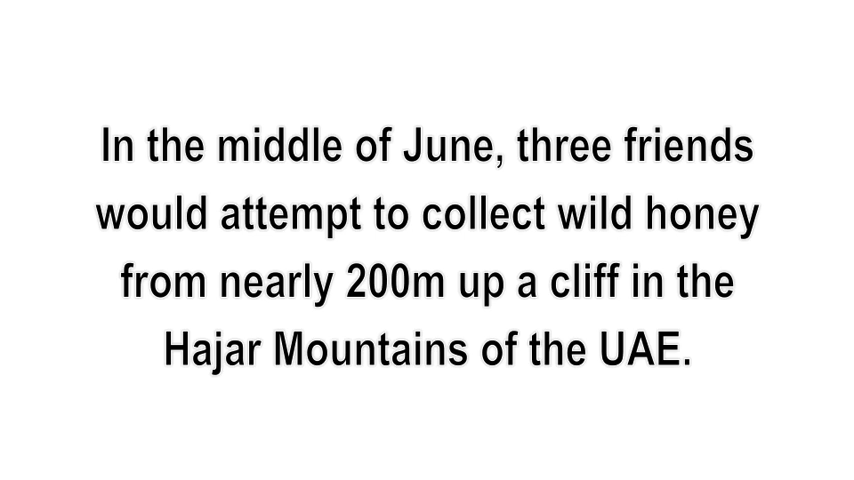 In the middle of June, three friends
would attempt to collect wild honey
from nearly 200m up a cliff in the
Hajar Mountains of the UAE.